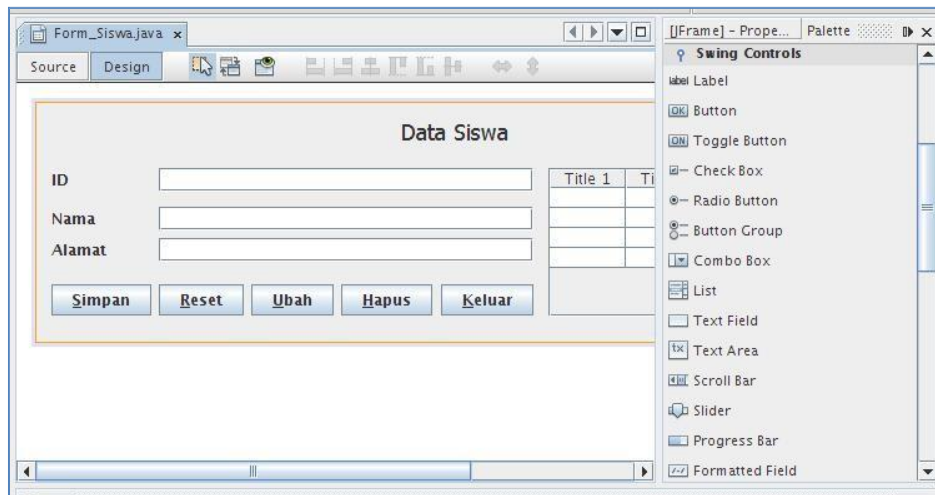 Form_Siswa.java x
Source Design
Data Siswa
ID
Nama
Alamat
Title 1 Ti
Simpan Reset Ubah Hapus Keluar
[JFrame] - Prope... Palette
Swing Controls
label Label
OK Button
ON Toggle Button
Check Box
Radio Button
Button Group
Combo Box
List
Text Field
tx Text Area
Scroll Bar
Slider
Progress Bar
Formatted Field